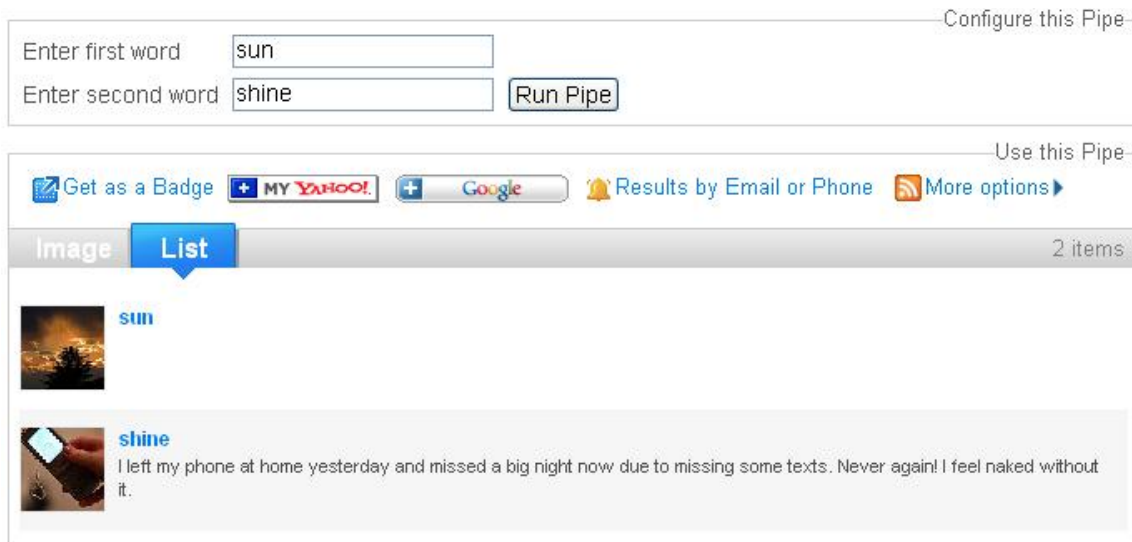 Configure this Pipe
Enter first word sun
Enter second word shine Run Pipe
Use this Pipe
Get as a Badge MY YAHOO! Google Results by Email or Phone More options
Image List 2 items
sun
shine
I left my phone at home yesterday and missed a big night now due to missing some texts. Never again! I feel naked without
it.